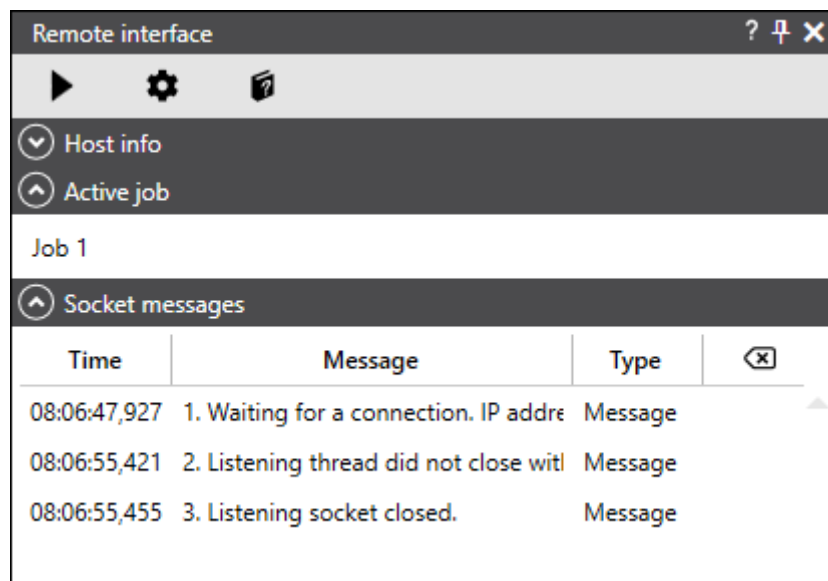 Remote interface
Host info
Active job
Job 1
Socket messages
Time Message Type
08:06:47,927 1. Waiting for a connection. IP addre Message
08:06:55,421 2. Listening thread did not close Message
08:06:55,455 3. Listening socket closed. Message